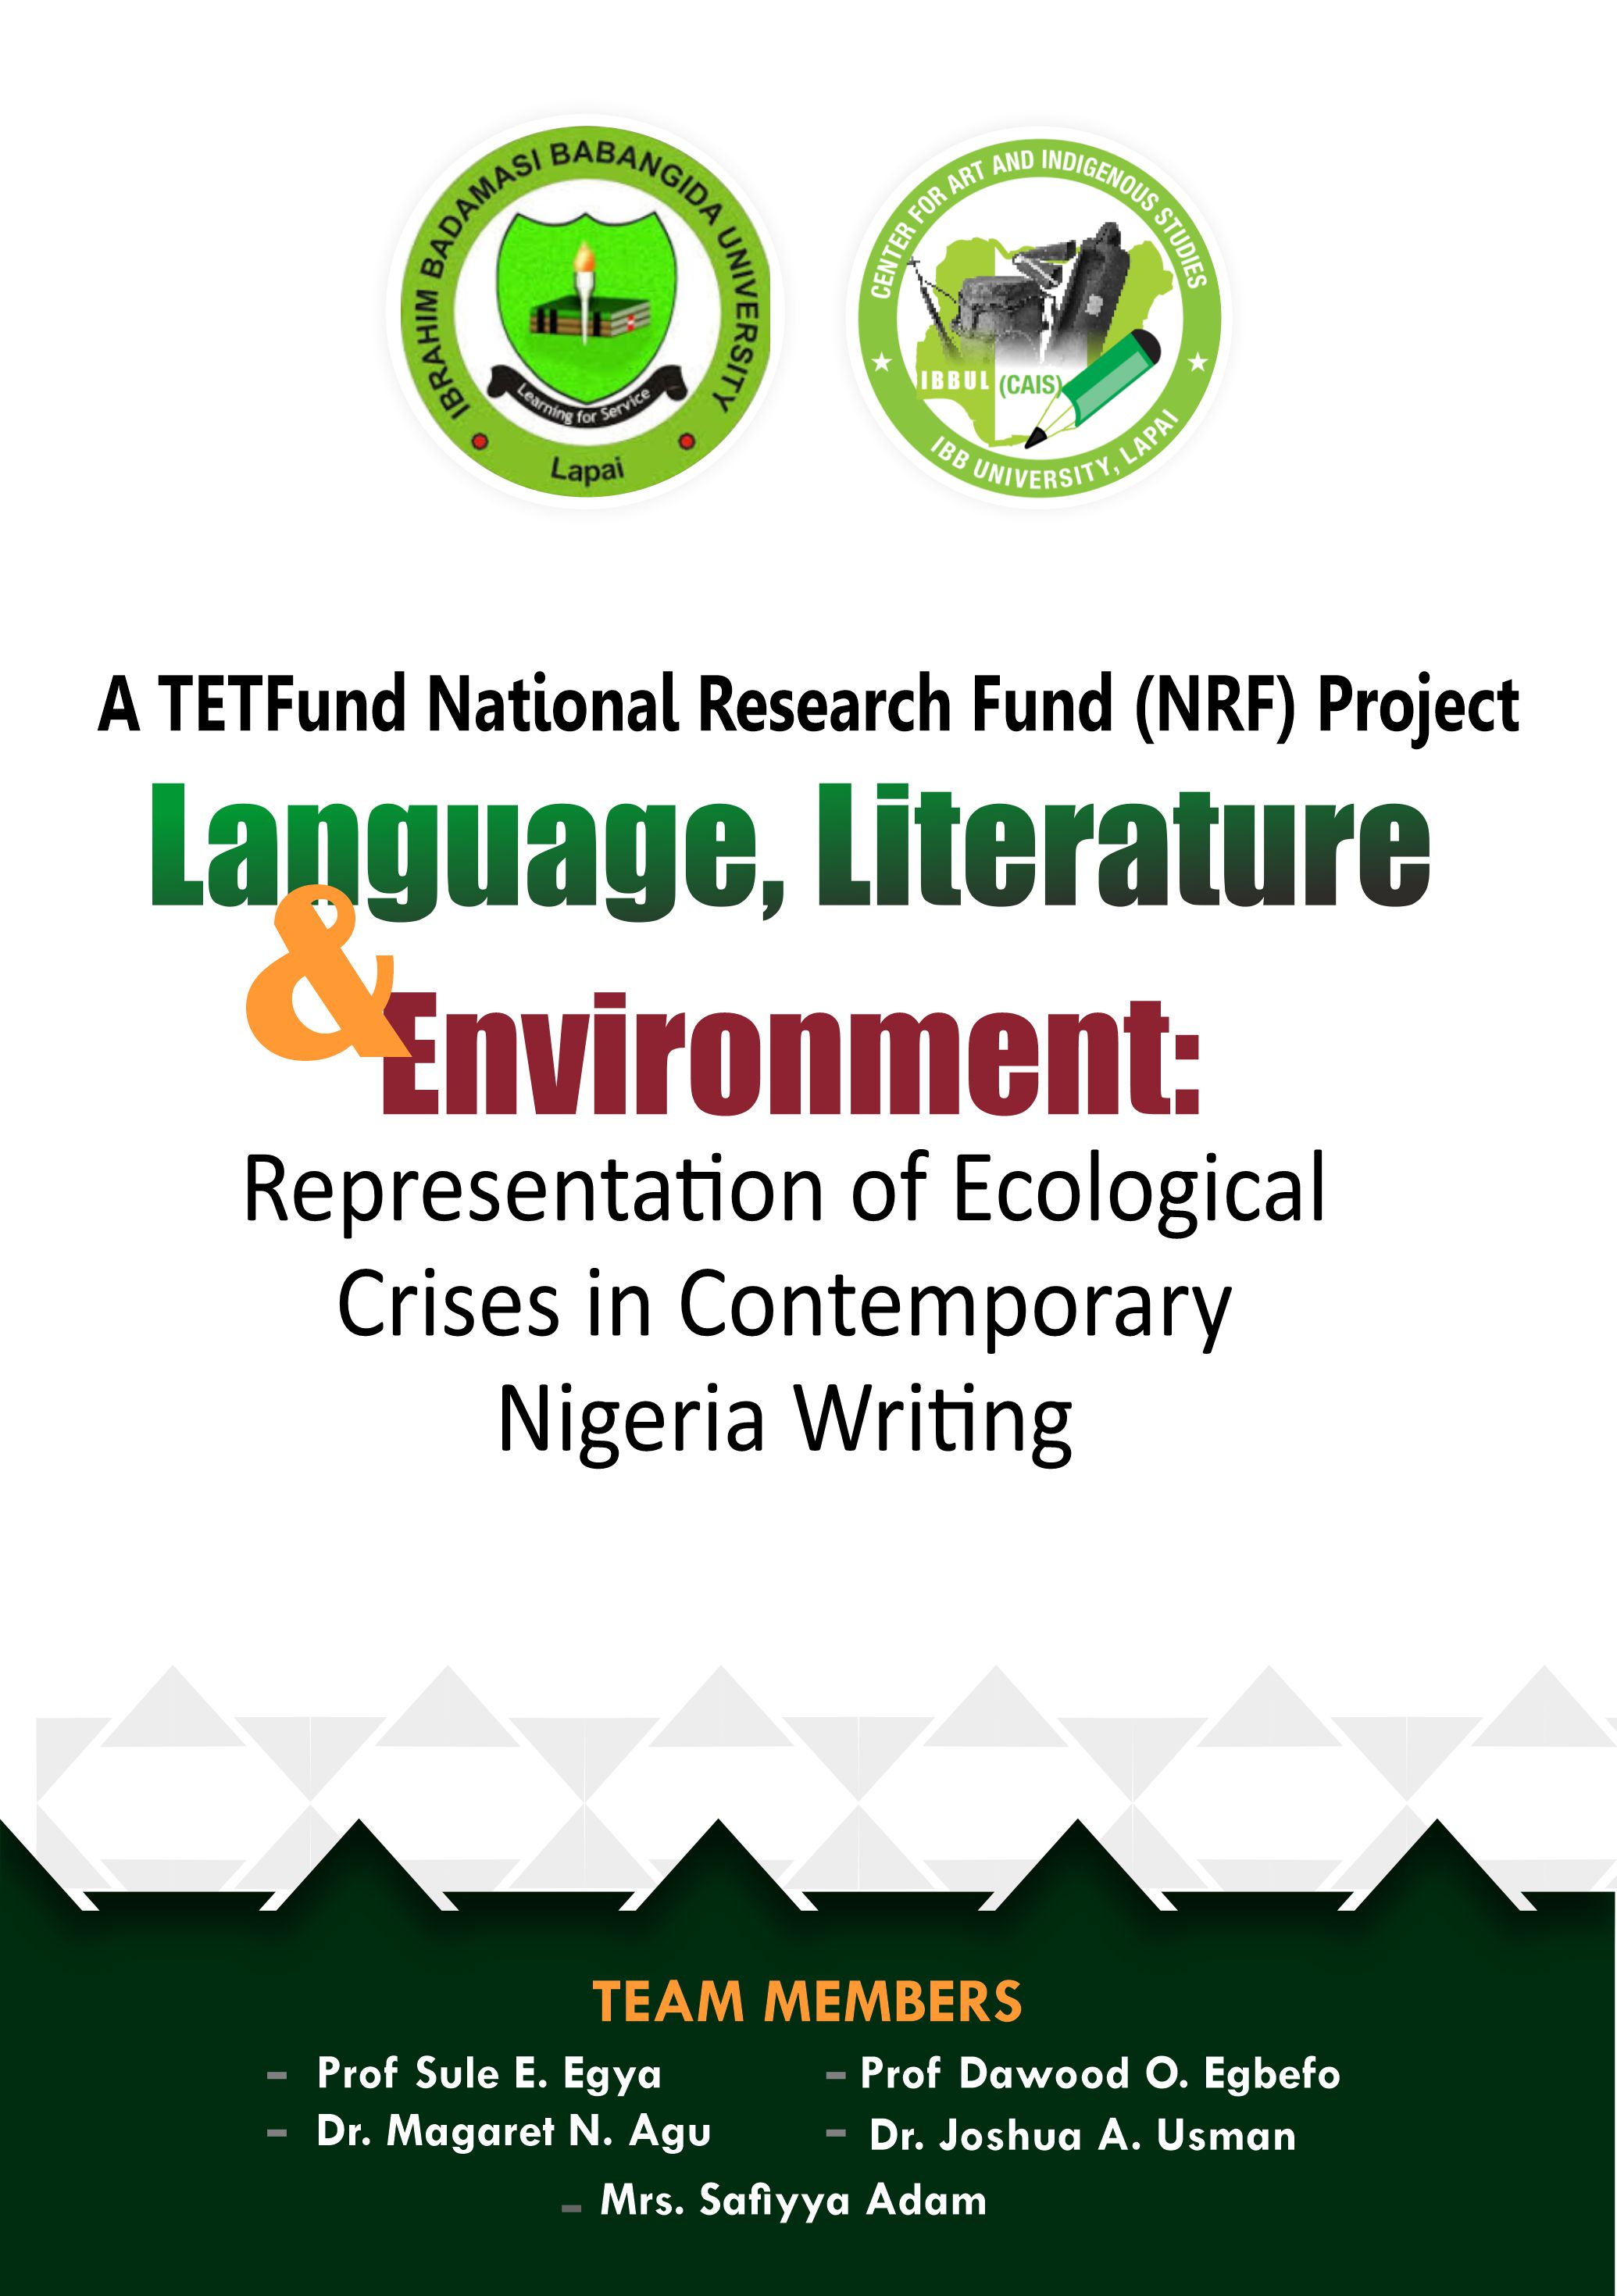 IBRAHIM BADAMASI BABANGIDA UNIVERSITY
Learning for Service
Lapai
CENTER FOR ART AND INDIGENOUS STUDIES
IBBUL (CAIS)
IBB UNIVERSITY, LAPAI
A TETFund National Research Fund (NRF) Project
Language, Literature
&
Environment:
Representation of Ecological
Crises in Contemporary
Nigeria Writing
TEAM MEMBERS
– Prof Sule E. Egya
– Prof Dawood O. Egbefo
– Dr. Magaret N. Agu
– Dr. Joshua A. Usman
– Mrs. Safiyya Adam